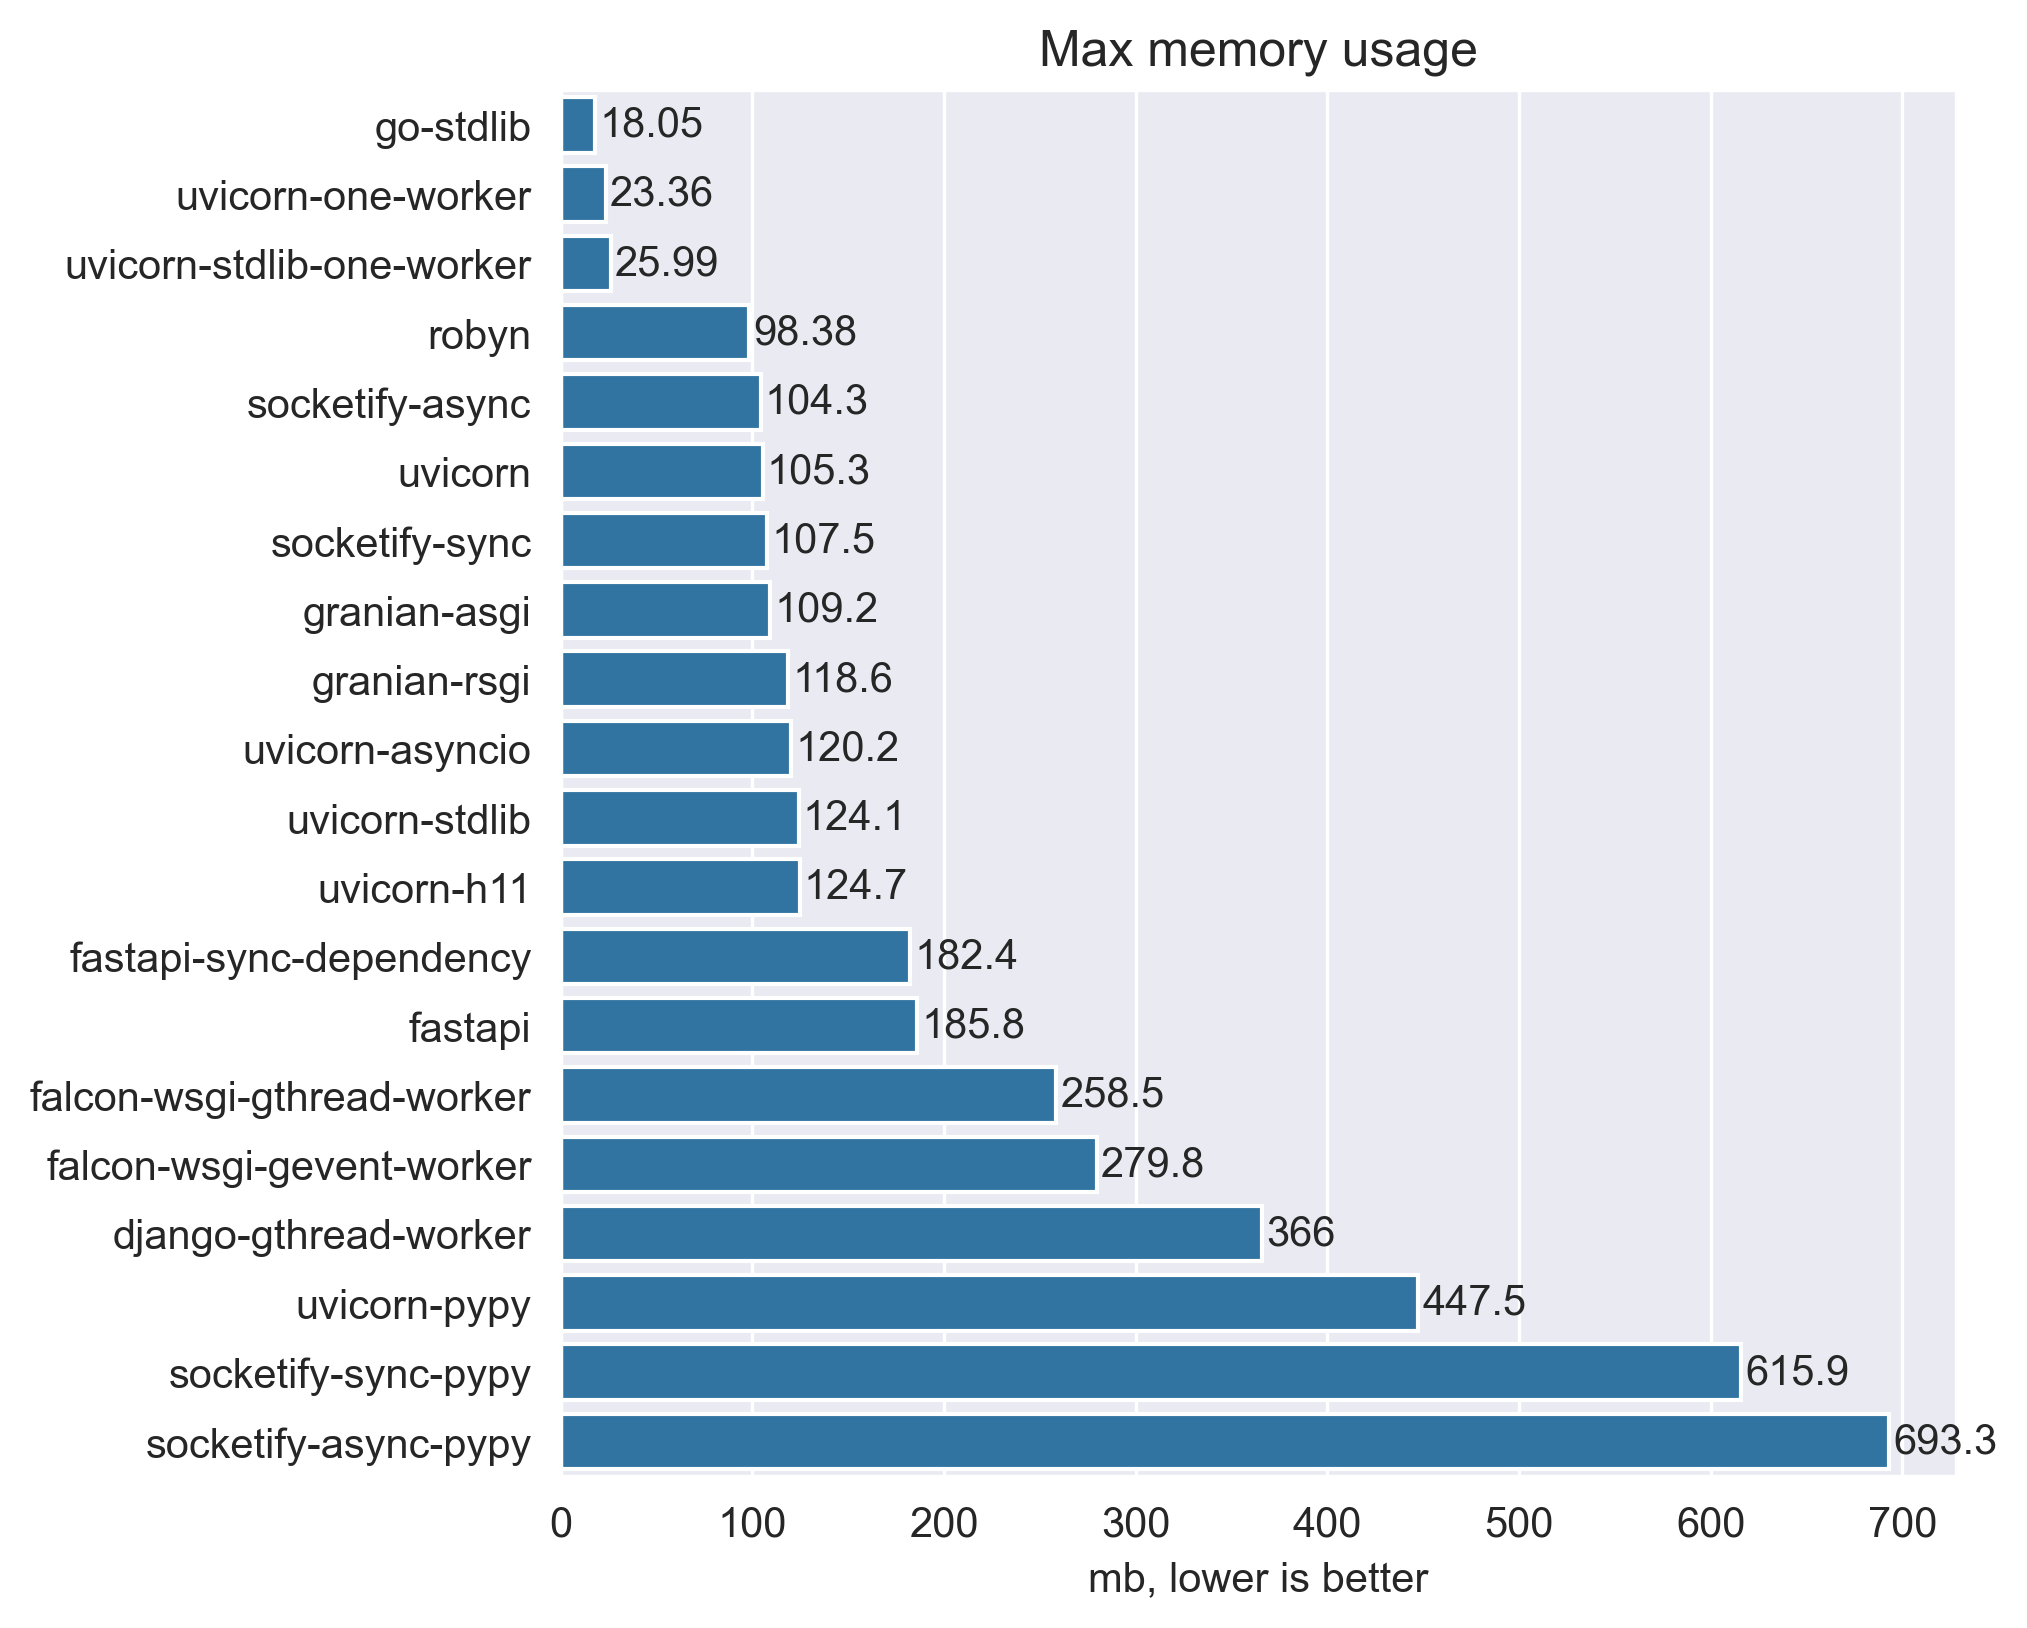 Max memory usage
go-stdlib 18.05
uvicorn-one-worker 23.36
uvicorn-stdlib-one-worker 25.99
robyn 98.38
socketify-async 104.3
uvicorn 105.3
socketify-sync 107.5
granian-asgi 109.2
granian-rsgi 118.6
uvicorn-asyncio 120.2
uvicorn-stdlib 124.1
uvicorn-h11 124.7
fastapi-sync-dependency 182.4
fastapi 185.8
falcon-wsgi-gthread-worker 258.5
falcon-wsgi-gevent-worker 279.8
django-gthread-worker 366
uvicorn-pypy 447.5
socketify-sync-pypy 615.9
socketify-async-pypy 693.3
0 100 200 300 400 500 600 700
mb, lower is better